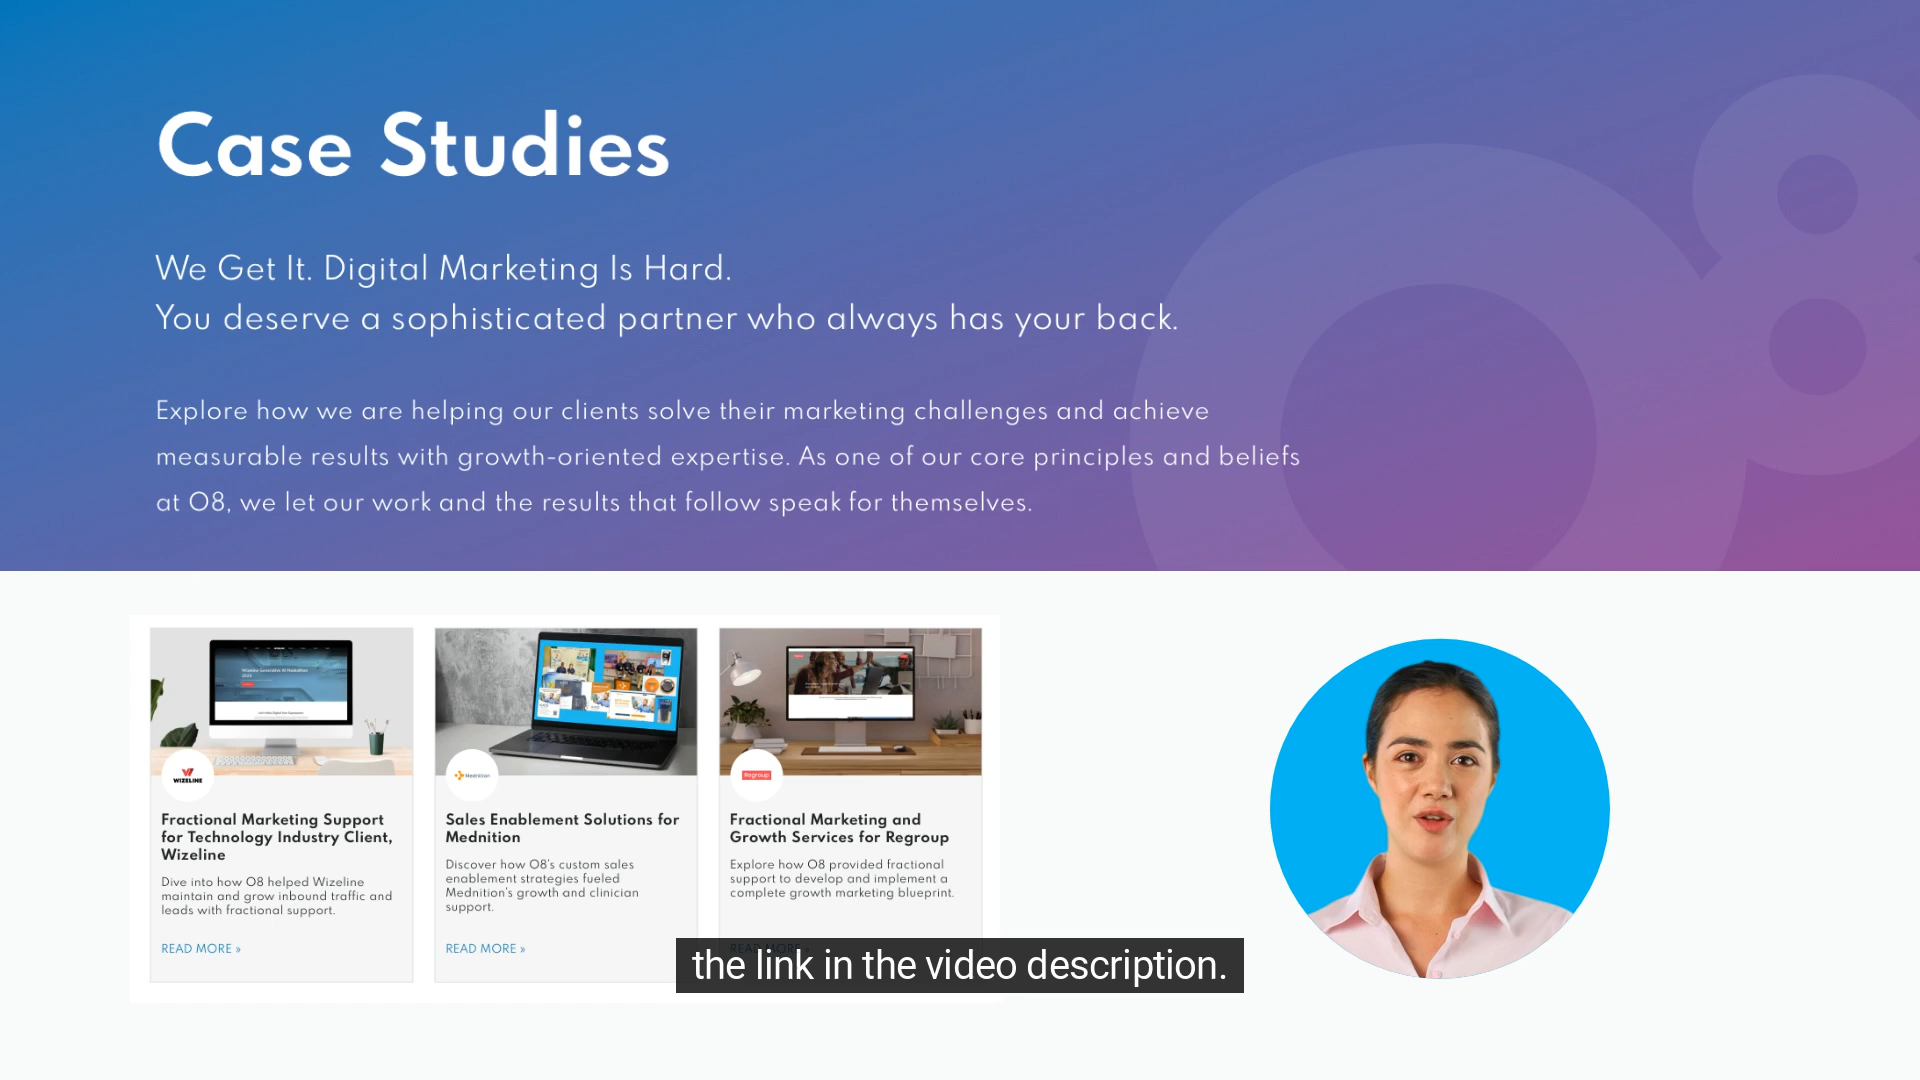 Case Studies
We Get It. Digital Marketing Is Hard.
You deserve a sophisticated partner who always has your back.
Explore how we are helping our clients solve their marketing challenges and achieve
measurable results with growth-oriented expertise. As one of our core principles and beliefs
at O8, we let our work and the results that follow speak for themselves.
WIZELINE
Fractional Marketing Support
for Technology Industry Client,
Wizeline
Dive into how O8 helped Wizeline
maintain and grow inbound traffic and
leads with fractional support.
READ MORE »
Mednition
Sales Enablement Solutions for
Mednition
Discover how O8's custom sales
enablement strategies fueled
Mednition's growth and clinician
support.
READ MORE »
Regroup
Fractional Marketing and
Growth Services for Regroup
Explore how O8 provided fractional
support to develop and implement a
complete growth marketing blueprint.
READ MORE »
the link in the video description.